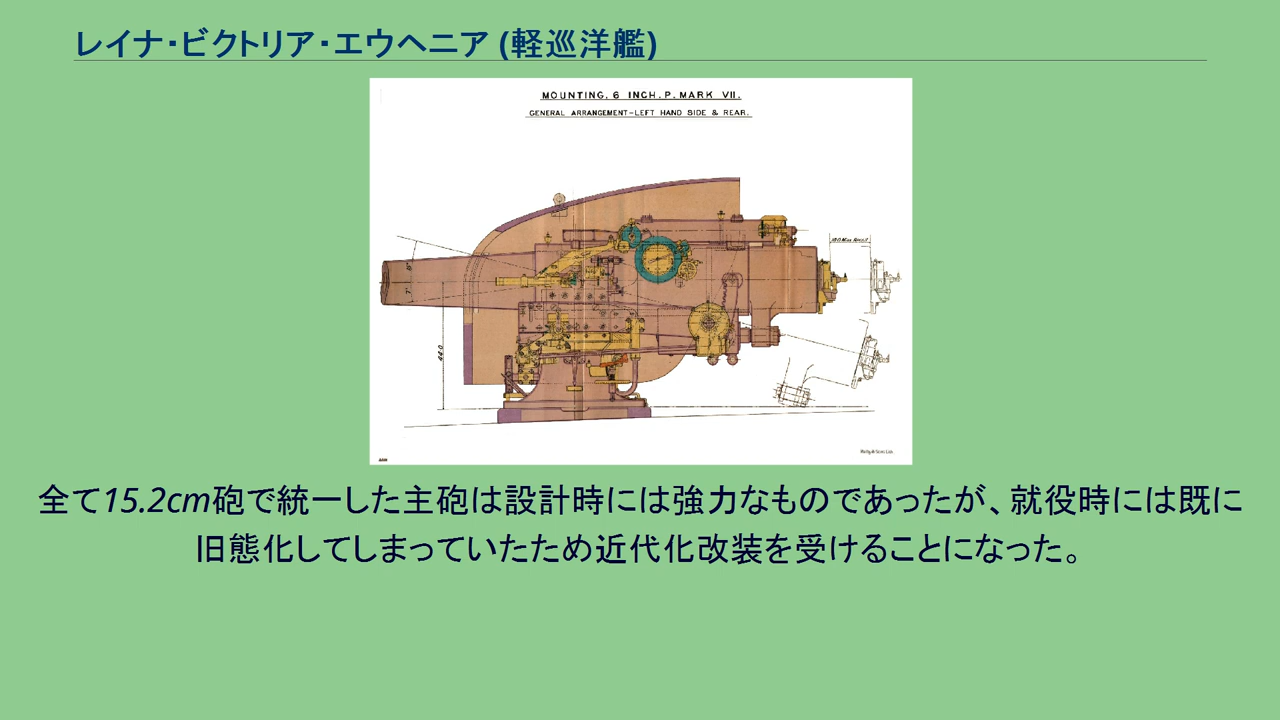 レイナ・ビクトリア・エウヘニア (軽巡洋艦)
MOUNTING. 6 INCH. P. MARK VII.
GENERAL ARRANGEMENT-LEFT HAND SIDE & REAR.
44.0
7°
全て15.2cm砲で統一した主砲は設計時には強力なものであったが、就役時には既に
旧態化してしまっていたため近代化改装を受けることになった。